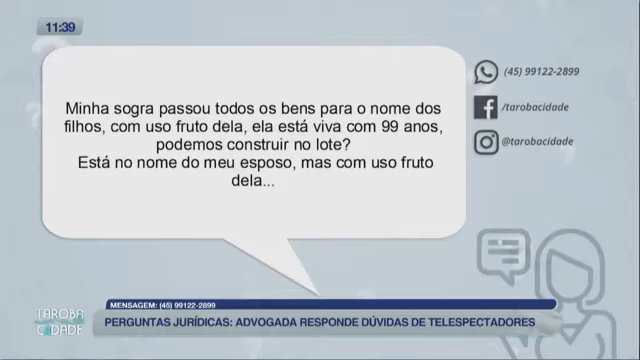 11:39
Minha sogra passou todos os bens para o nome dos
filhos, com uso fruto dela, ela está viva com 99 anos,
podemos construir no lote?
Está no nome do meu esposo, mas com uso fruto
dela...
(45) 99122-2899
/tarobacidade
@tarobacidade
MENSAGEM: (45) 99122-2899
PERGUNTAS JURÍDICAS: ADVOGADA RESPONDE DÚVIDAS DE TELESPECTADORES
TAROBÁ
CIDADE